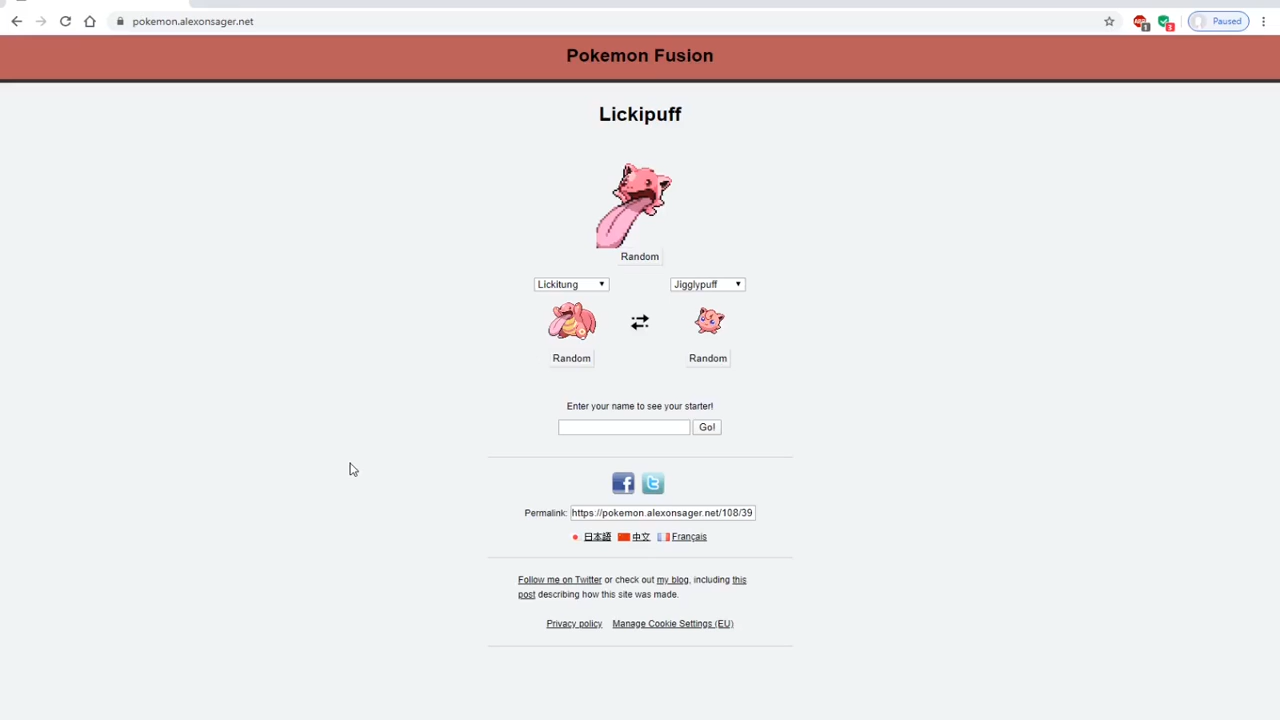 pokemon.alexonsager.net
Paused
Pokemon Fusion
Lickipuff
Random
Lickitung Jigglypuff
Random Random
Enter your name to see your starter!
Go!
Permalink: https://pokemon.alexonsager.net/108/39
日本語 中文 Français
Follow me on Twitter or check out my blog, including this
post describing how this site was made.
Privacy policy Manage Cookie Settings (EU)